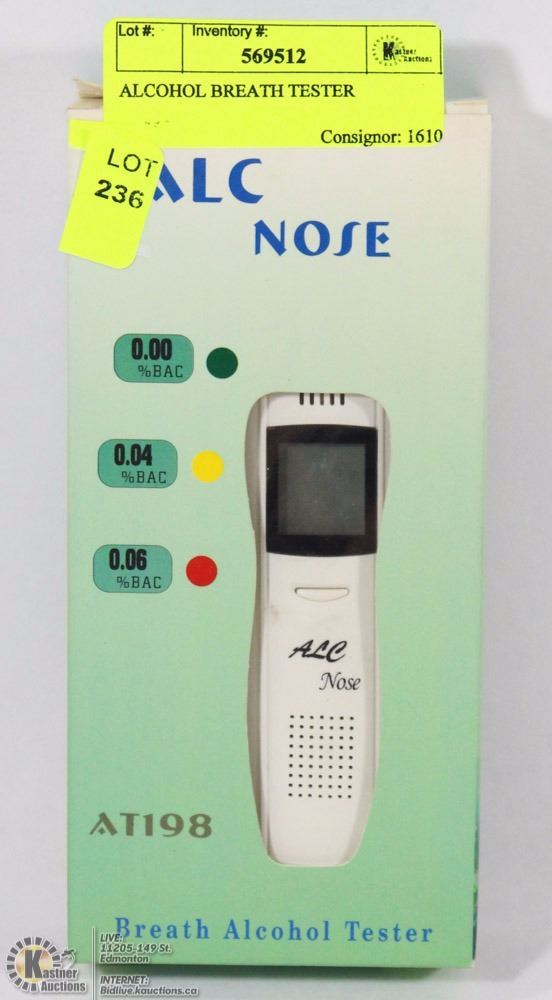 Lot #:
Inventory #:
569512
Kastner
Auctions
ALCOHOL BREATH TESTER
Consignor: 1610
LOT
236
ALC
NOSE
0.00
%BAC
0.04
%BAC
0.06
%BAC
ALC
Nose
AT198
Breath Alcohol Tester
Kastner
Auctions
LIVE:
11205-149 St.
Edmonton
INTERNET:
Bidlive.kauctions.ca